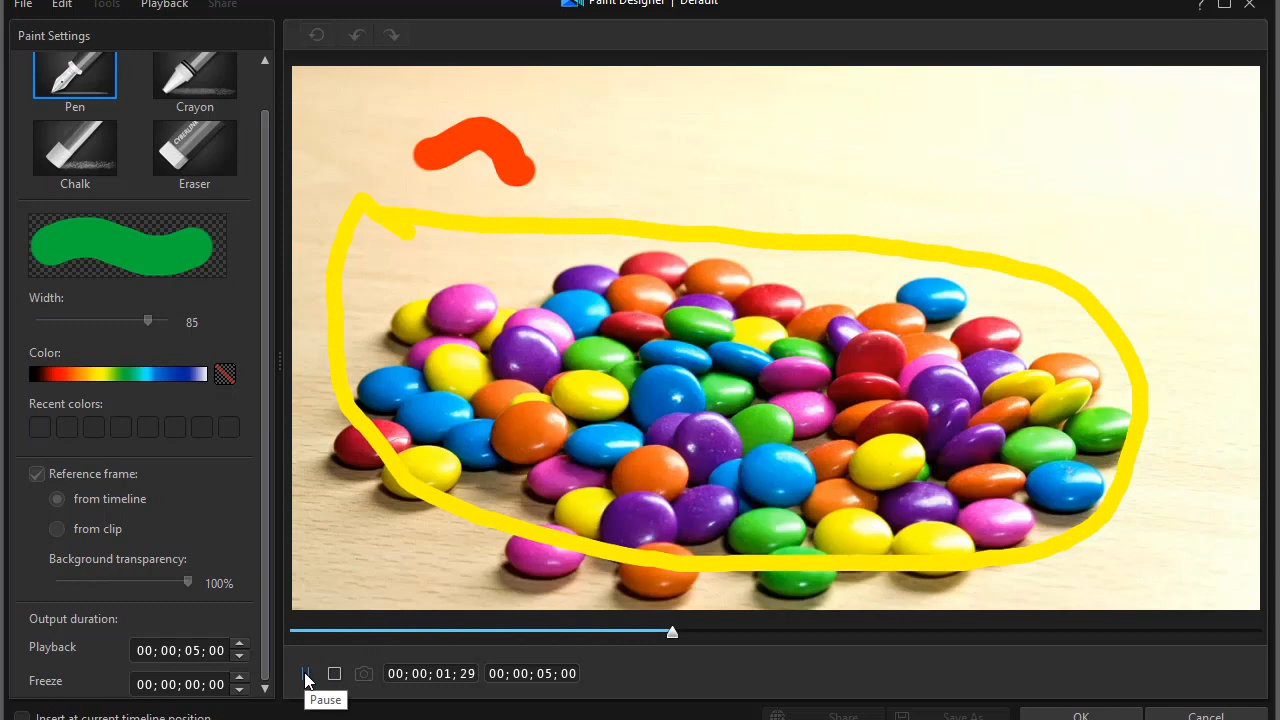 File Edit Tools Playback Share
Paint Designer | Default
?
Paint Settings
Pen
Crayon
CYBERLINK
Chalk
Eraser
Width:
85
Color:
Recent colors:
Reference frame:
from timeline
from clip
Background transparency:
100%
Output duration:
Playback
00; 00; 05; 00
Freeze
00; 00; 00; 00
00; 00; 01; 29 00; 00; 05; 00
Pause
Insert at current timeline position
Share
Save As
OK
Cancel